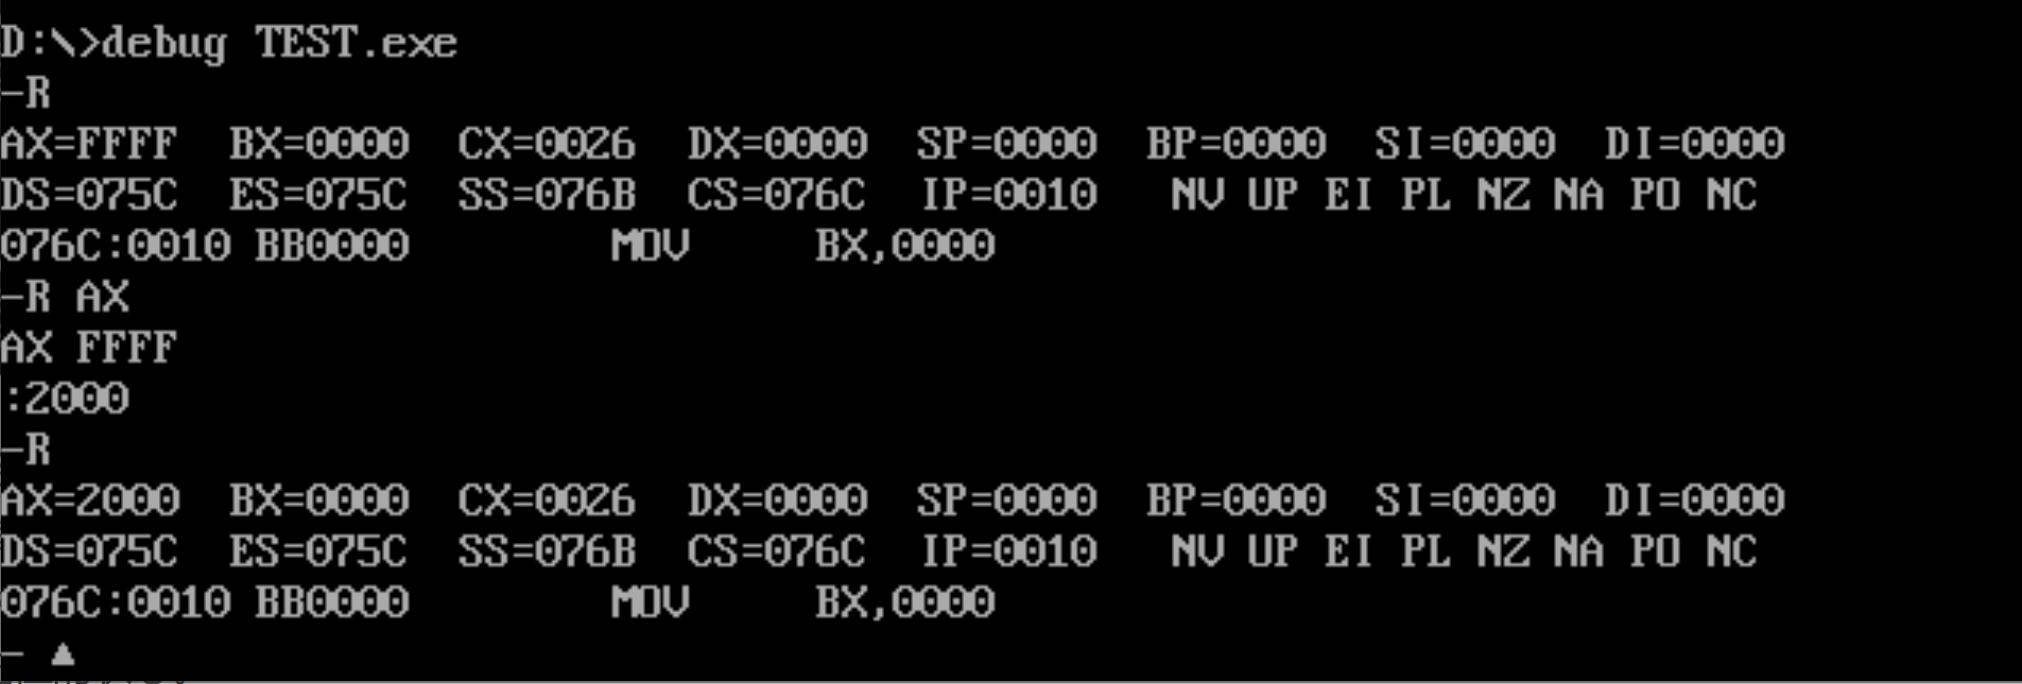 D:\>debug TEST.exe
-R
AX=FFFF  BX=0000  CX=0026  DX=0000  SP=0000  BP=0000  SI=0000  DI=0000
DS=075C  ES=075C  SS=076B  CS=076C  IP=0010   NV UP EI PL NZ NA PO NC
076C:0010 BB0000        MOV     BX,0000
-R AX
AX FFFF
:2000
-R
AX=2000  BX=0000  CX=0026  DX=0000  SP=0000  BP=0000  SI=0000  DI=0000
DS=075C  ES=075C  SS=076B  CS=076C  IP=0010   NV UP EI PL NZ NA PO NC
076C:0010 BB0000        MOV     BX,0000
- ▲